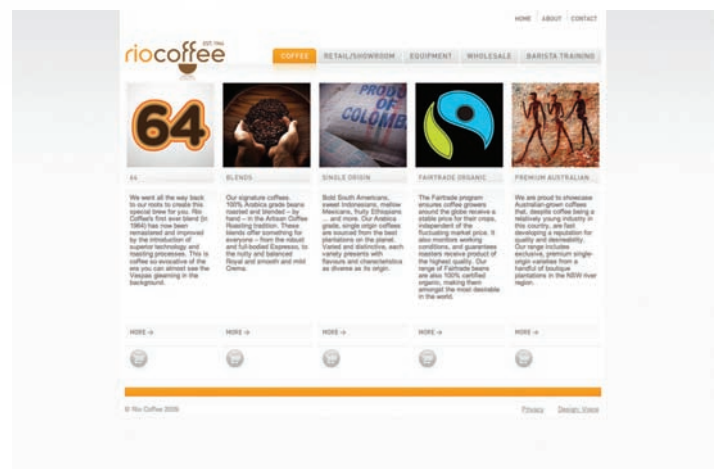 HOME ABOUT CONTACT
EST. 1964
riocoffee
COFFEE RETAIL/SHOWROOM EQUIPMENT WHOLESALE BARISTA TRAINING
64
PRODU
OF
COLOMB
64
BLENDS
SINGLE ORIGIN
FAIRTRADE ORGANIC
PREMIUM AUSTRALIAN
We went all the way back
to our roots to create this
special brew for you. Rio
Coffee's first ever blend (in
1964) has now been
remastered and improved
by the introduction of
superior technology and
roasting processes. This is
coffee so evocative of the
era you can almost see the
Vespas gleaming in the
background.
Our signature coffees.
100% Arabica grade beans
roasted and blended – by
hand – in the Artisan Coffee
Roasting tradition. These
blends offer something for
everyone – from the robust
and full-bodied Espresso, to
the nutty and balanced
Royal and smooth and mild
Crema.
Bold South Americans,
sweet Indonesians, mellow
Mexicans, fruity Ethiopians
... and more. Our Arabica
grade, single origin coffees
are sourced from the best
plantations on the planet.
Varied and distinctive, each
variety presents with
flavours and characteristics
as diverse as its origin.
The Fairtrade program
ensures coffee growers
around the globe receive a
stable price for their crops,
independent of the
fluctuating market price. It
also monitors working
conditions, and guarantees
roasters receive product of
the highest quality. Our
range of Fairtrade beans
are also 100% certified
organic, making them
amongst the most desirable
in the world.
We are proud to showcase
Australian-grown coffees
that, despite coffee being a
relatively young industry in
this country, are fast
developing a reputation for
quality and desireability.
Our range includes
exclusive, premium single-
origin varieties from a
handful of boutique
plantations in the NSW river
region.
MORE → MORE → MORE → MORE → MORE →
© Rio Coffee 2009
Privacy Design: Voice